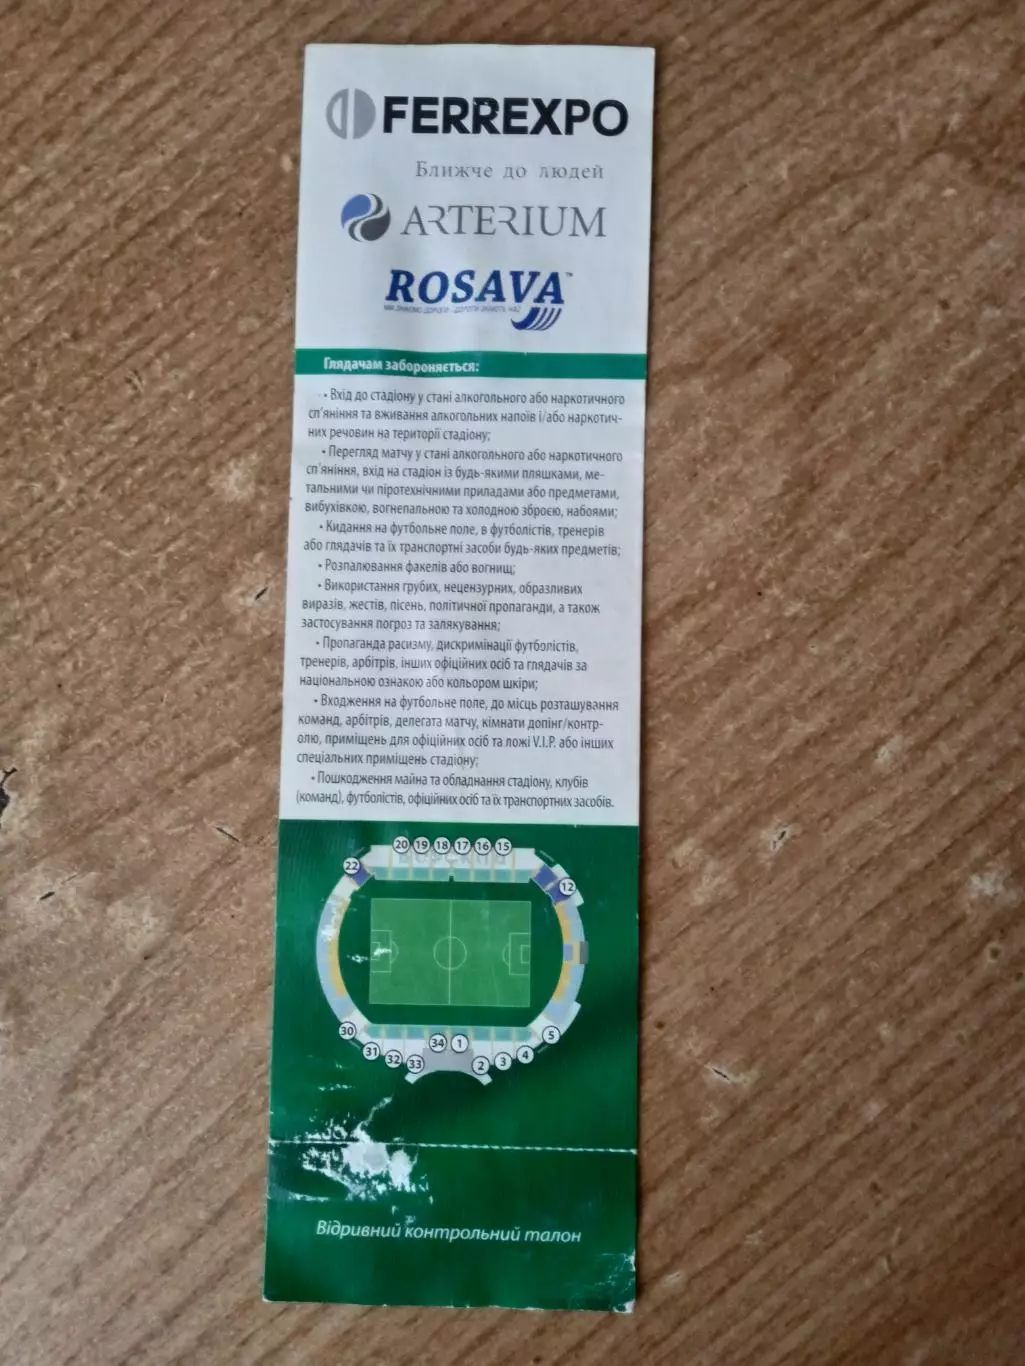 FERREXPO
Ближче до людей
ARTERIUM
ROSAVA™
МИ ЗНАЄМО ДОРОГИ - ДОРОГИ ЗНАЮТЬ НАС!
Глядачам забороняється:
• Вхід до стадіону у стані алкогольного або наркотичного
сп'яніння та вживання алкогольних напоїв і/або наркотич-
них речовин на території стадіону;
• Перегляд матчу у стані алкогольного або наркотичного
сп'яніння, вхід на стадіон із будь-якими пляшками, ме-
тальними чи піротехнічними приладами або предметами,
вибухівкою, вогнепальною та холодною зброєю, набоями;
• Кидання на футбольне поле, в футболістів, тренерів
або глядачів та їх транспортні засоби будь-яких предметів;
• Розпалювання факелів або вогнищ;
• Використання грубих, нецензурних, образливих
виразів, жестів, пісень, політичної пропаганди, а також
застосування погроз та залякування;
• Пропаганда расизму, дискримінації футболістів,
тренерів, арбітрів, інших офіційних осіб та глядачів за
національною ознакою або кольором шкіри;
• Входження на футбольне поле, до місць розташування
команд, арбітрів, делегата матчу, кімнати допінг/контр-
олю, приміщень для офіційних осіб та ложі V.I.P. або інших
спеціальних приміщень стадіону;
• Пошкодження майна та обладнання стадіону, клубів
(команд), футболістів, офіційних осіб та їх транспортних засобів.
20 19 18 17 16 15
22
12
ВОРСКЛА
30
31 32 33 34 1 2 3 4 5
Відривний контрольний талон